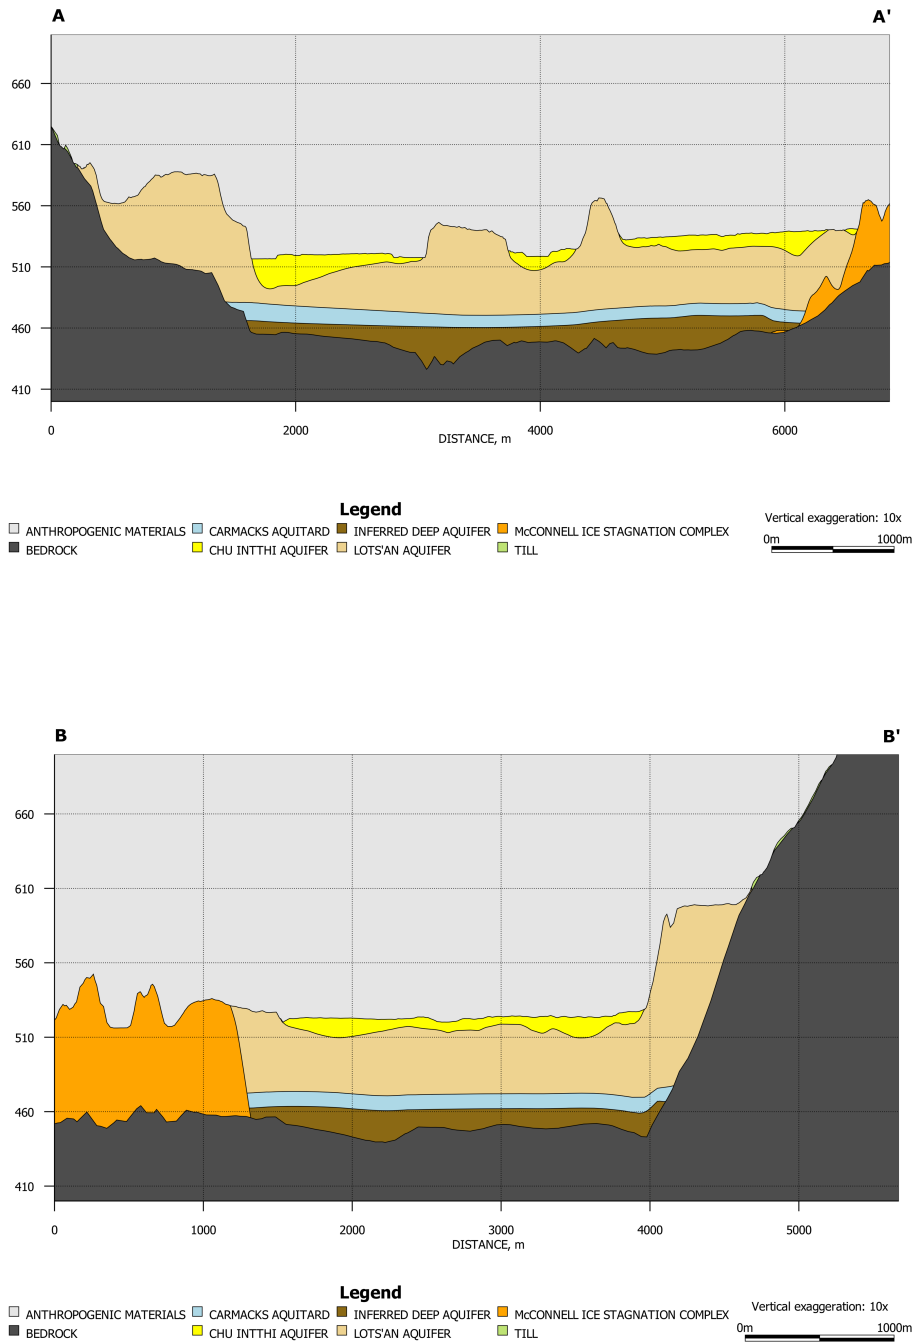 A A'
660
610
560
510
460
410
0 2000 4000 6000
DISTANCE, m
Legend
ANTHROPOGENIC MATERIALS CARMACKS AQUITARD INFERRED DEEP AQUIFER McCONNELL ICE STAGNATION COMPLEX
BEDROCK CHU INTTHI AQUIFER LOTS'AN AQUIFER TILL
Vertical exaggeration: 10x
0m 1000m
B B'
660
610
560
510
460
410
0 1000 2000 3000 4000 5000
DISTANCE, m
Legend
ANTHROPOGENIC MATERIALS CARMACKS AQUITARD INFERRED DEEP AQUIFER McCONNELL ICE STAGNATION COMPLEX
BEDROCK CHU INTTHI AQUIFER LOTS'AN AQUIFER TILL
Vertical exaggeration: 10x
0m 1000m